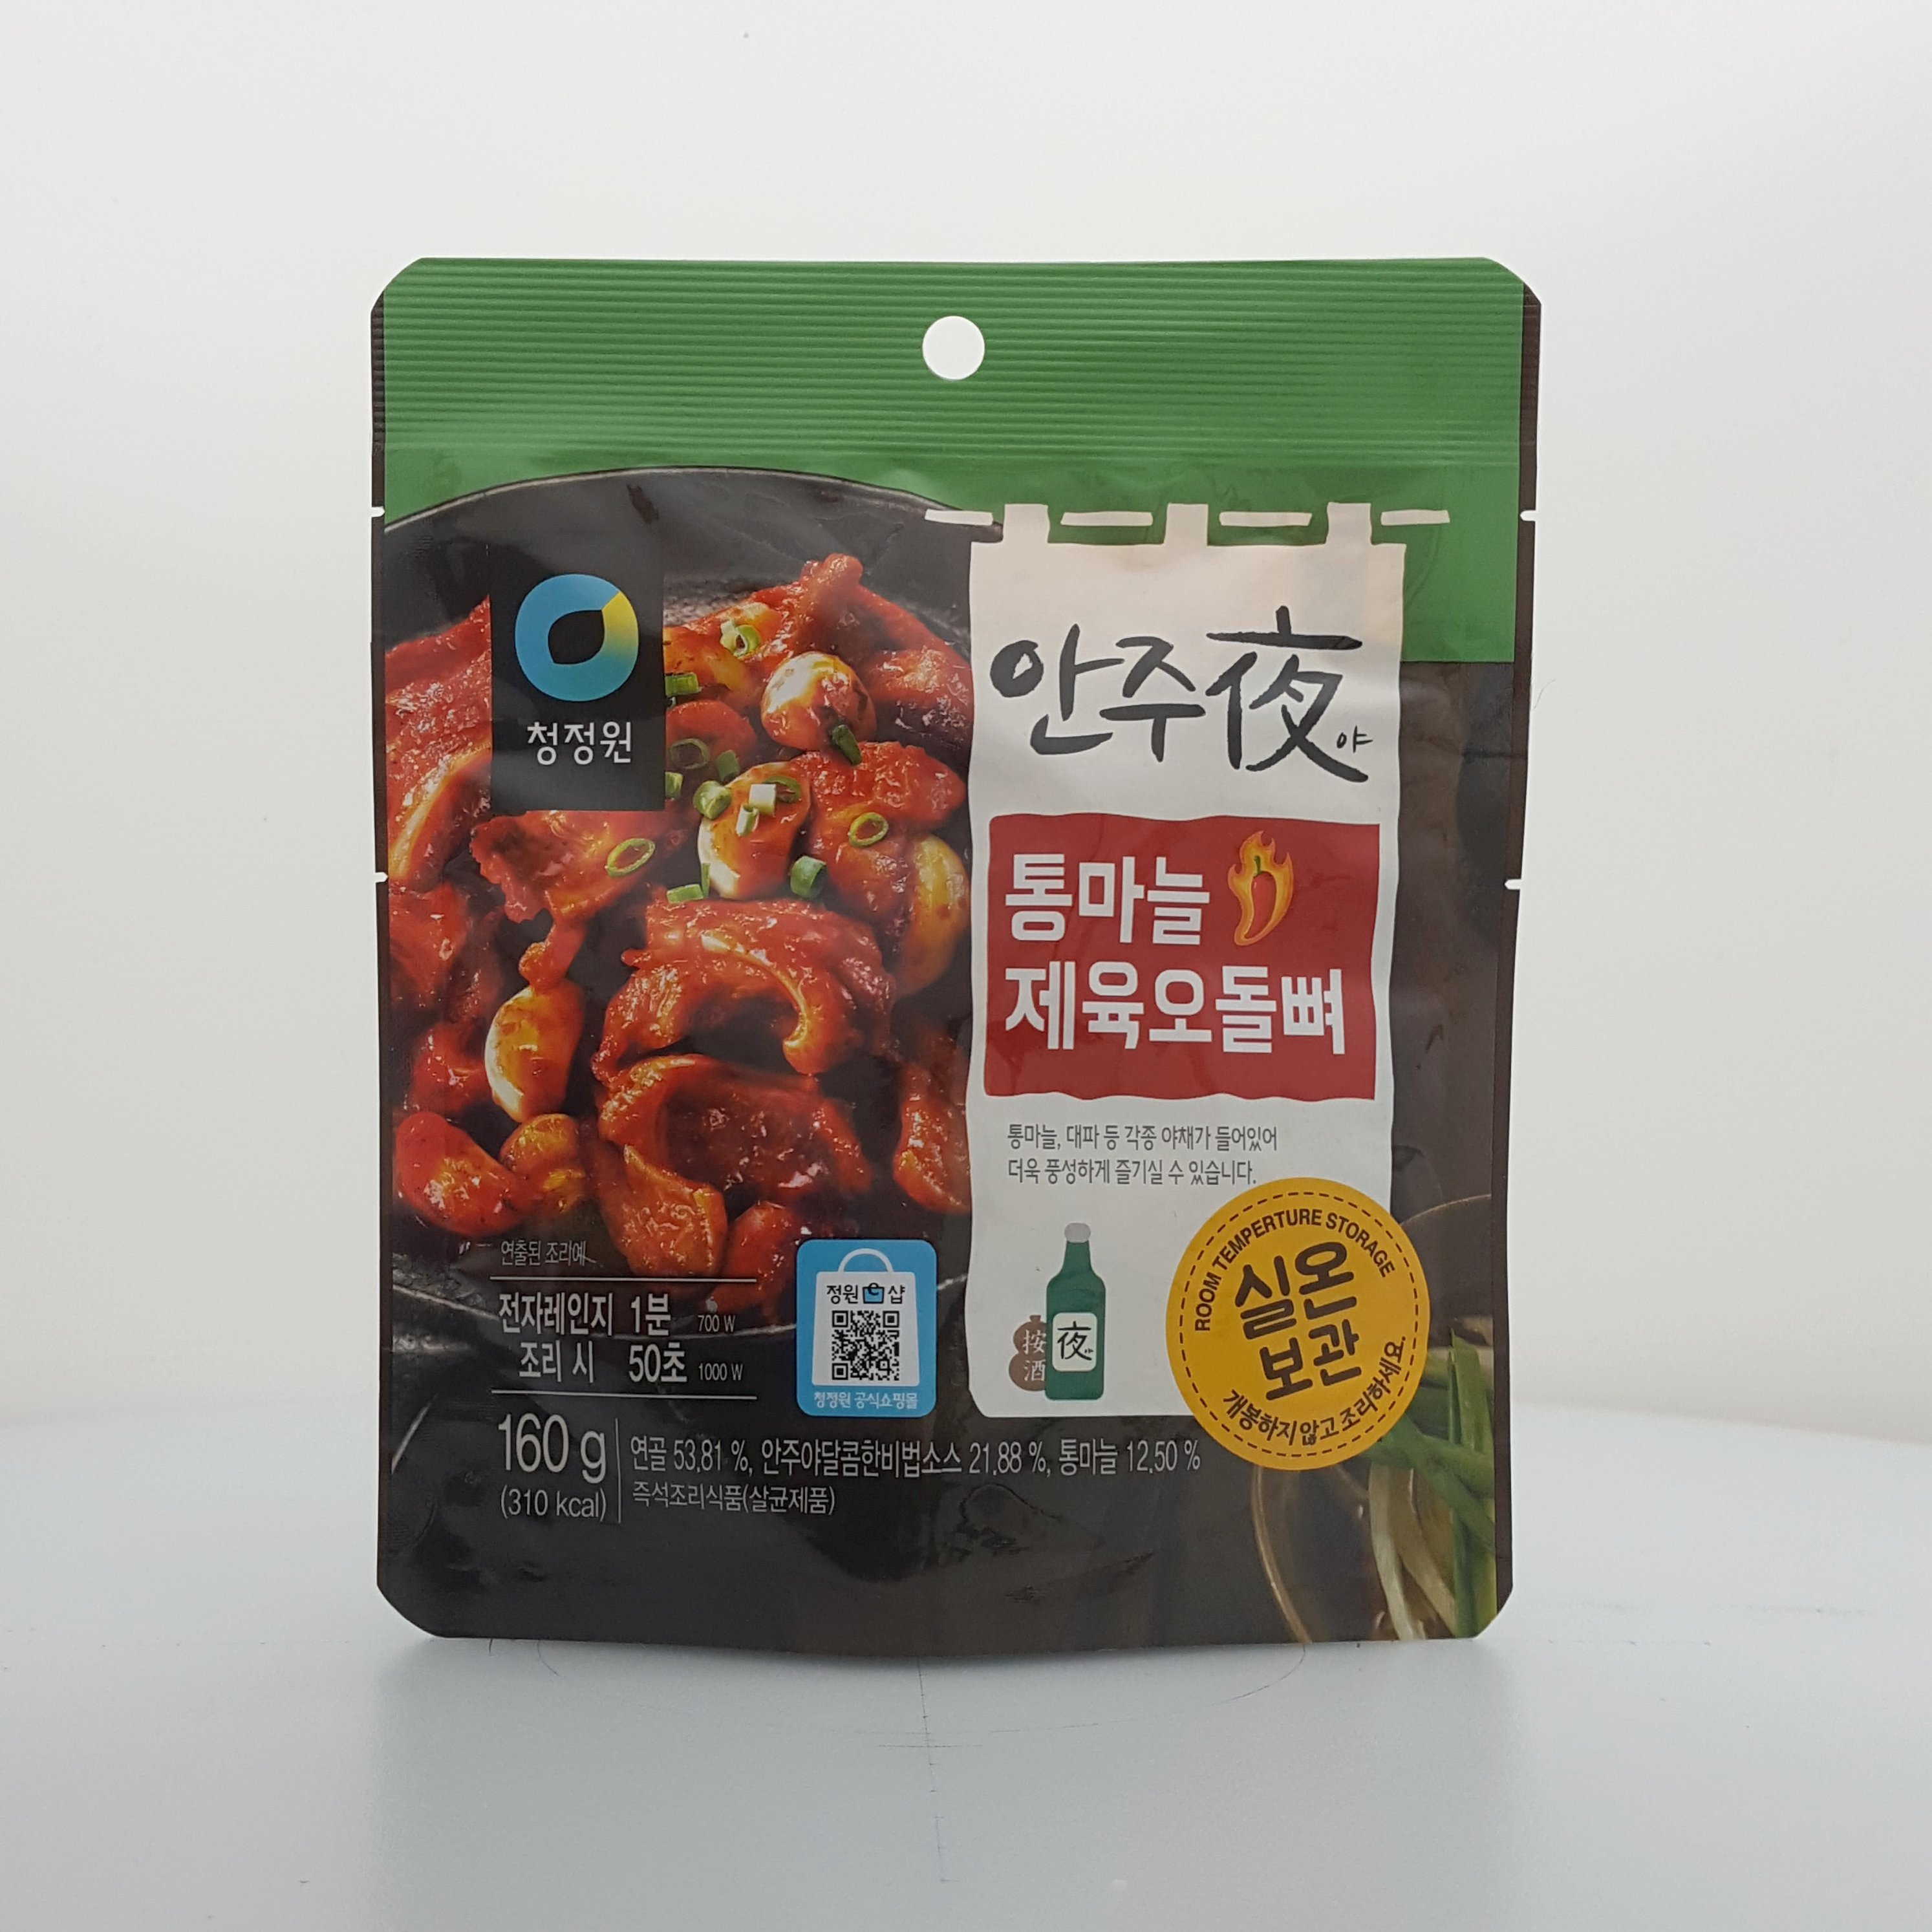 청정원
안주夜야
통마늘
제육오돌뼈
통마늘, 대파 등 각종 야채가 들어있어
더욱 풍성하게 즐기실 수 있습니다.
按酒
夜야
ROOM TEMPERTURE STORAGE
실온
보관
개봉하지 않고 조리하세요.
연출된 조리예
전자레인지 1분 700 W
조리 시 50초 1000 W
정원e샵
청정원 공식쇼핑몰
160 g
(310 kcal)
연골 53.81 %, 안주야달콤한비법소스 21.88 %, 통마늘 12.50 %
즉석조리식품(살균제품)